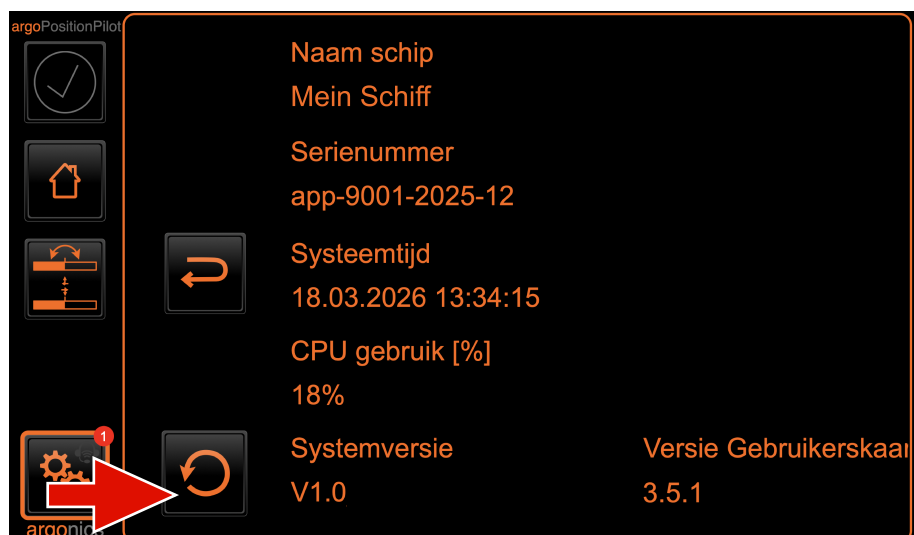 argoPositionPilot
Naam schip
Mein Schiff
Serienummer
app-9001-2025-12
Systeemtijd
18.03.2026 13:34:15
CPU gebruik [%]
18%
1
Systemversie
V1.0
Versie Gebruikerskaar
3.5.1
argonics